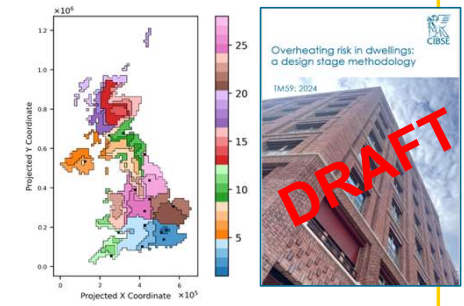 ×10⁶
1.2
1.0
0.8
0.6
0.4
0.2
0.0
Projected Y Coordinate
0
2
4
6
×10⁵
Projected X Coordinate
25
20
15
10
5
CIBSE
Overheating risk in dwellings:
a design stage methodology
TM59: 2024
DRAFT